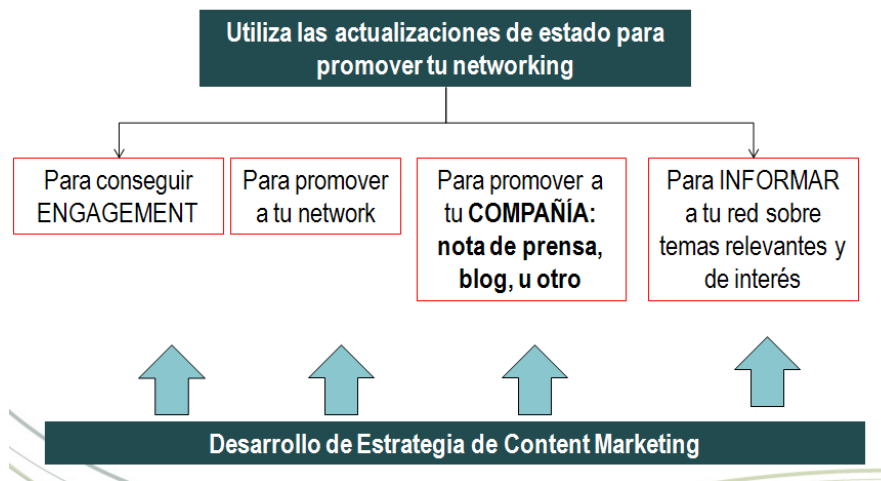 Utiliza las actualizaciones de estado para
promover tu networking
Para conseguir
ENGAGEMENT
Para promover
a tu network
Para promover a
tu COMPAÑÍA:
nota de prensa,
blog, u otro
Para INFORMAR
a tu red sobre
temas relevantes y
de interés
Desarrollo de Estrategia de Content Marketing